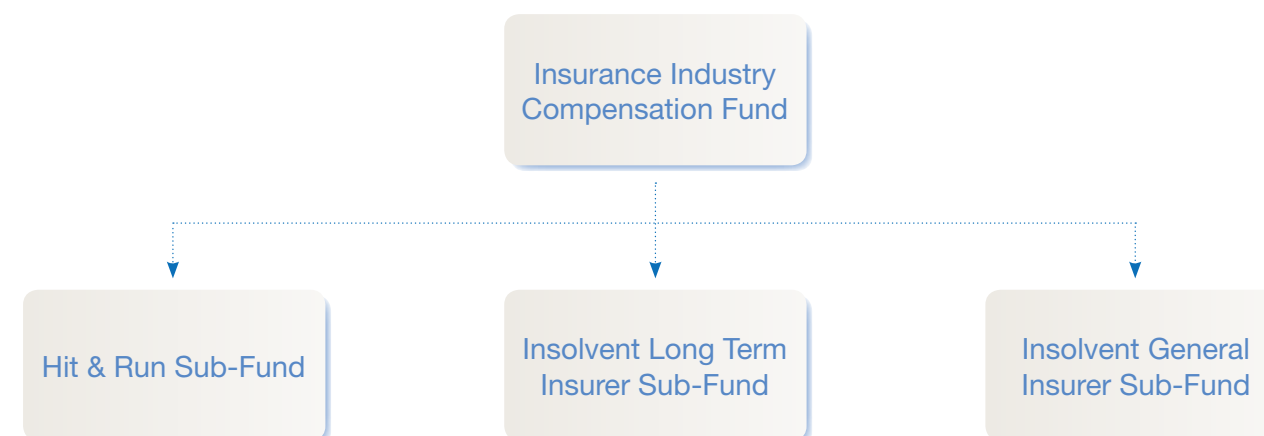 Insurance Industry
Compensation Fund
Hit & Run Sub-Fund
Insolvent Long Term
Insurer Sub-Fund
Insolvent General
Insurer Sub-Fund